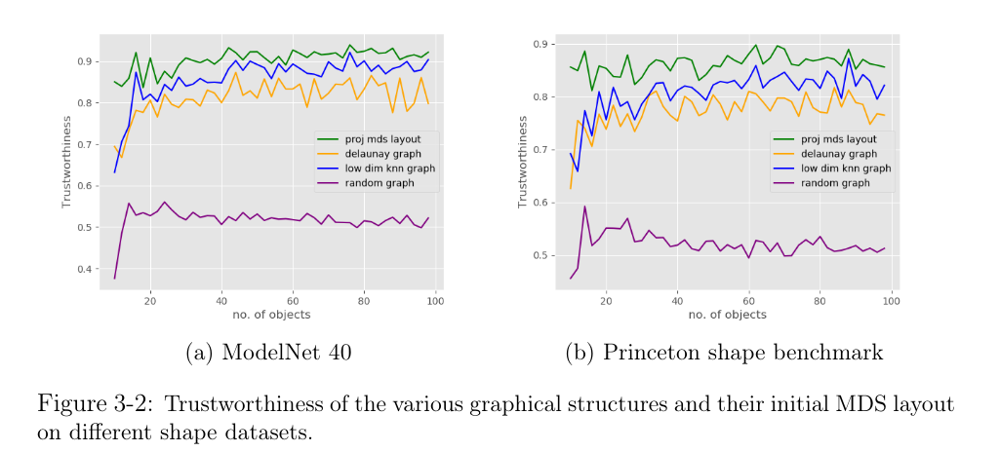 Trustworthiness
0.9
0.8
0.7
0.6
0.5
0.4
20
40
60
80
100
no. of objects
proj mds layout
delaunay graph
low dim knn graph
random graph
(a) ModelNet 40
Trustworthiness
0.9
0.8
0.7
0.6
0.5
20
40
60
80
100
no. of objects
proj mds layout
delaunay graph
low dim knn graph
random graph
(b) Princeton shape benchmark
Figure 3-2: Trustworthiness of the various graphical structures and their initial MDS layout
on different shape datasets.